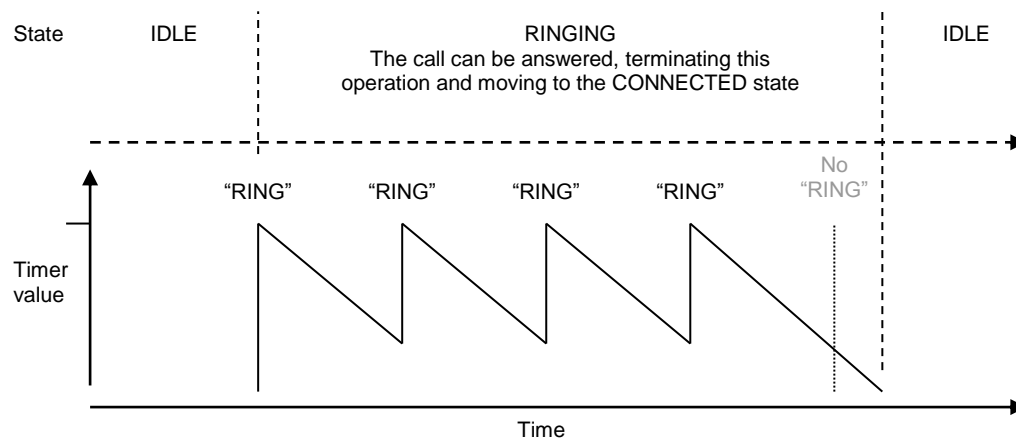 State
IDLE
RINGING
IDLE
The call can be answered, terminating this
operation and moving to the CONNECTED state
No
“RING”
“RING”
“RING”
“RING”
“RING”
Timer
value
Time